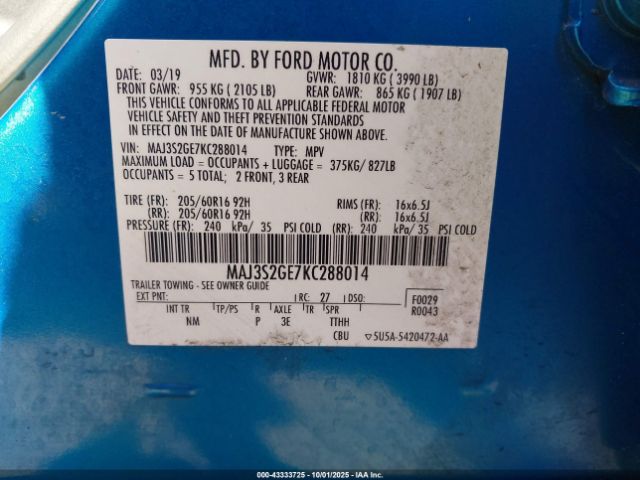 MFD. BY FORD MOTOR CO.
DATE: 03/19 GVWR: 1810 KG ( 3990 LB)
FRONT GAWR: 955 KG ( 2105 LB) REAR GAWR: 865 KG ( 1907 LB)
THIS VEHICLE CONFORMS TO ALL APPLICABLE FEDERAL MOTOR
VEHICLE SAFETY AND THEFT PREVENTION STANDARDS
IN EFFECT ON THE DATE OF MANUFACTURE SHOWN ABOVE.
VIN: MAJ3S2GE7KC288014 TYPE: MPV
MAXIMUM LOAD = OCCUPANTS + LUGGAGE = 375KG/ 827LB
OCCUPANTS = 5 TOTAL; 2 FRONT, 3 REAR
TIRE (FR): 205/60R16 92H RIMS (FR): 16x6.5J
(RR): 205/60R16 92H (RR): 16x6.5J
PRESSURE (FR): 240 kPa/ 35 PSI COLD (RR): 240 kPa/ 35 PSI COLD
MAJ3S2GE7KC288014
TRAILER TOWING - SEE OWNER GUIDE
EXT PNT: RC: 27 DSO: F0029
R0043
INT TR TP/PS R AXLE TR SPR
NM P 3E TTHH
CBU 5U5A-5420472-AA
000-43333725 - 10/01/2025 - IAAI.COM